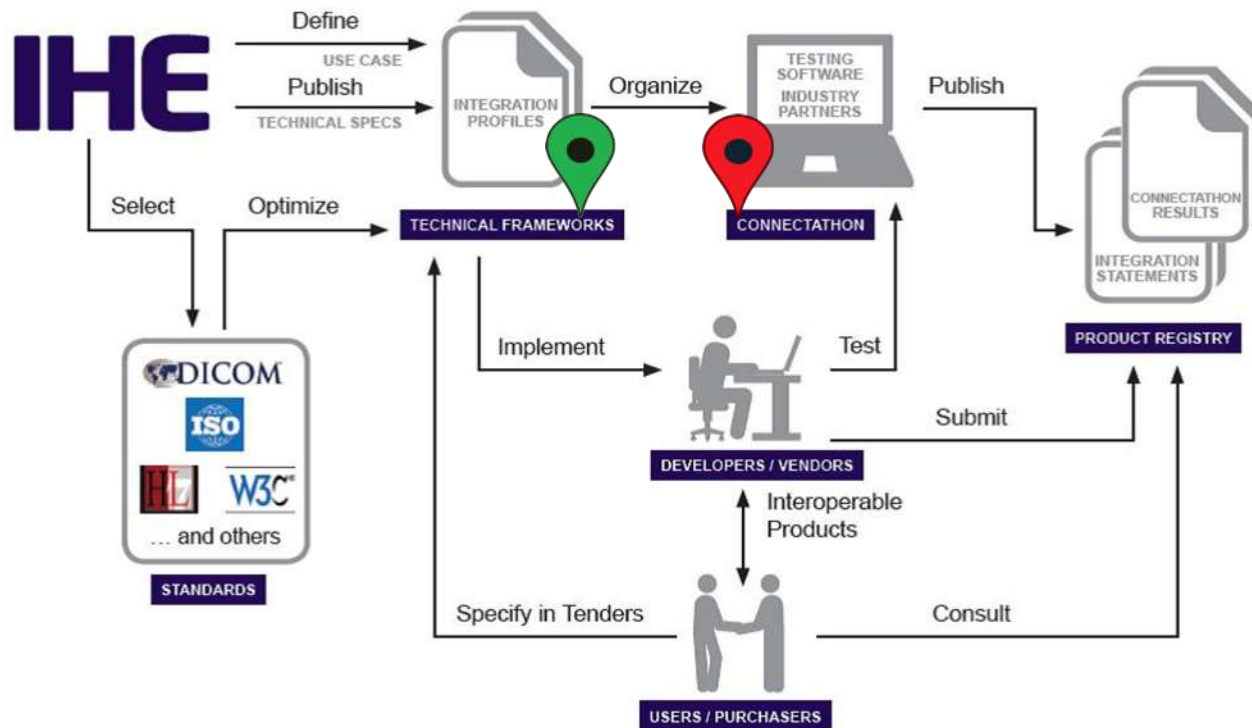 IHE
Define
USE CASE
Publish
TECHNICAL SPECS
INTEGRATION
PROFILES
TECHNICAL FRAMEWORKS
Organize
TESTING
SOFTWARE
INDUSTRY
PARTNERS
CONNECTATHON
Publish
CONNECTATHON
RESULTS
INTEGRATION
STATEMENTS
PRODUCT REGISTRY
Select
Optimize
DICOM
ISO
HL7
W3C
... and others
STANDARDS
Implement
Test
Submit
DEVELOPERS / VENDORS
Interoperable
Products
Specify in Tenders
Consult
USERS / PURCHASERS